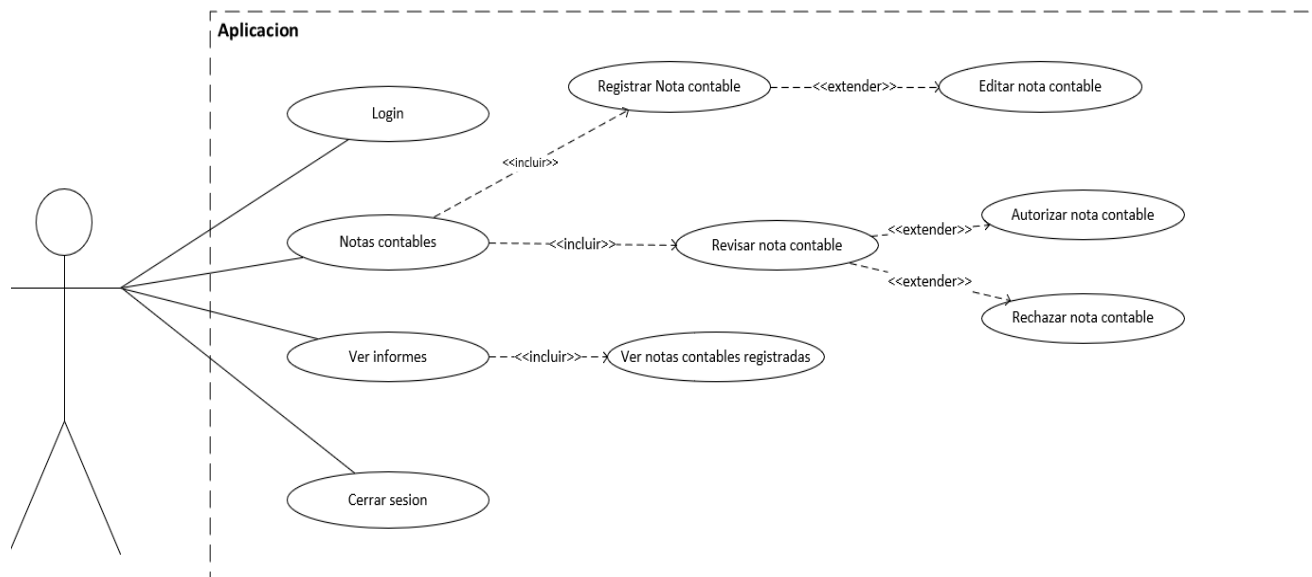 Aplicacion
Registrar Nota contable
<<extender>>
Editar nota contable
Login
<<incluir>>
Notas contables
<<incluir>>
Revisar nota contable
<<extender>>
Autorizar nota contable
<<extender>>
Rechazar nota contable
Ver informes
<<incluir>>
Ver notas contables registradas
Cerrar sesion